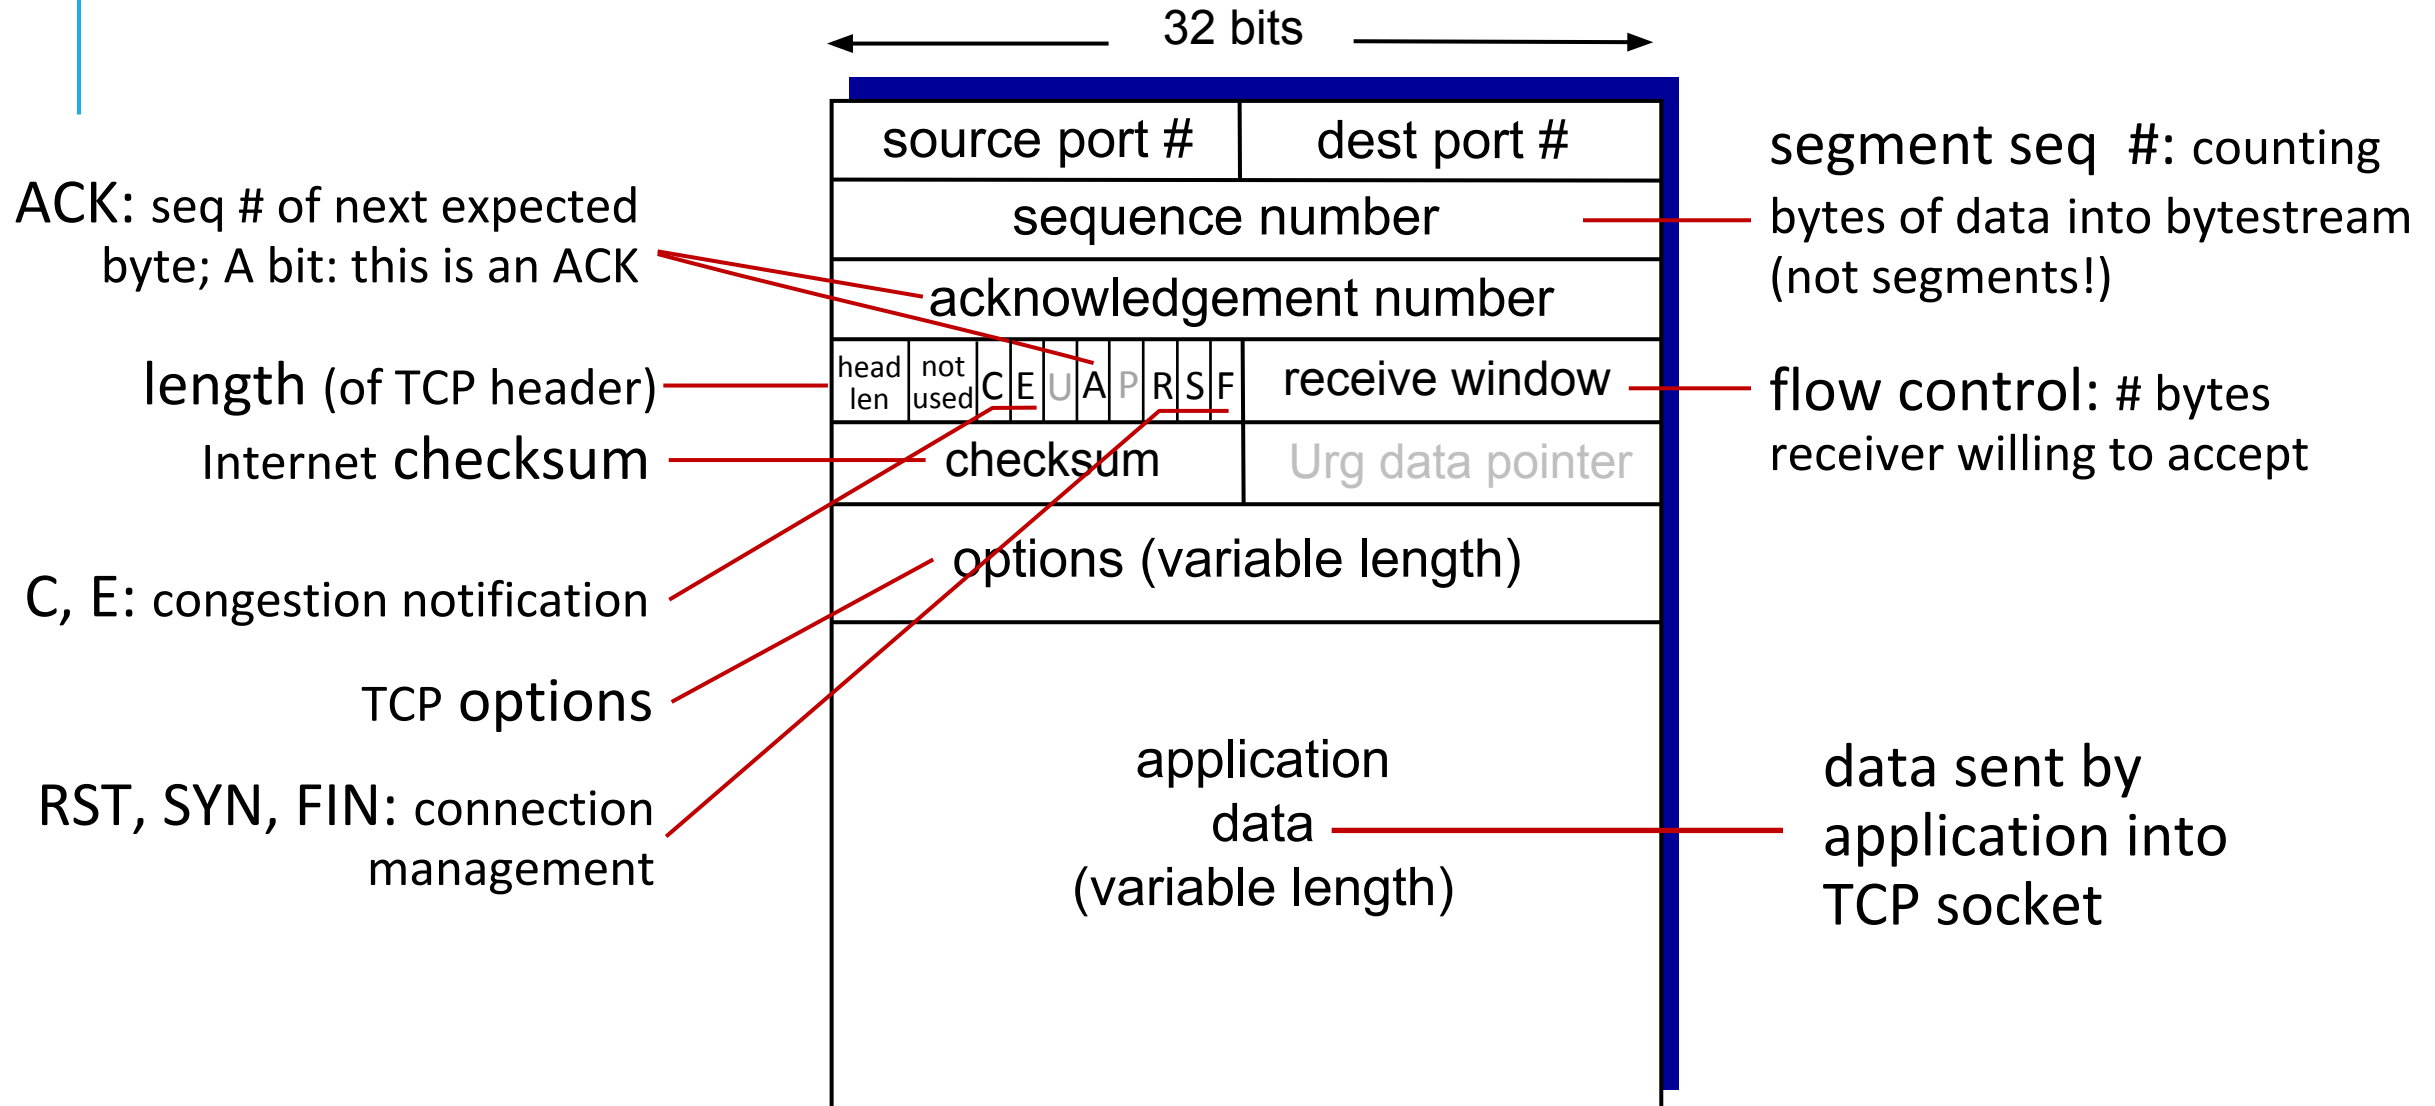 32 bits
source port #
dest port #
sequence number
acknowledgement number
head
len
not
used
C
E
U
A
P
R
S
F
receive window
checksum
Urg data pointer
options (variable length)
application
data
(variable length)
ACK: seq # of next expected
byte; A bit: this is an ACK
length (of TCP header)
Internet checksum
C, E: congestion notification
TCP options
RST, SYN, FIN: connection
management
segment seq #: counting
bytes of data into bytestream
(not segments!)
flow control: # bytes
receiver willing to accept
data sent by
application into
TCP socket